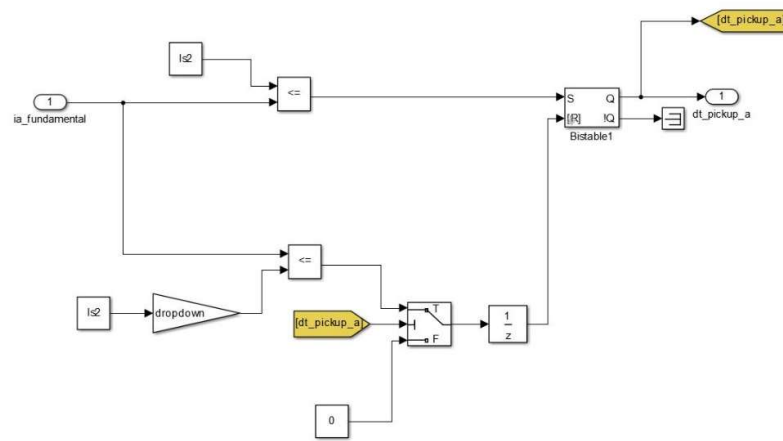 [dt_pickup_a]
Is2
<=
1
ia_fundamental
S Q
[|R] !Q
Bistable1
1
dt_pickup_a
<=
Is2
dropdown
[dt_pickup_a]
T
F
1
z
0